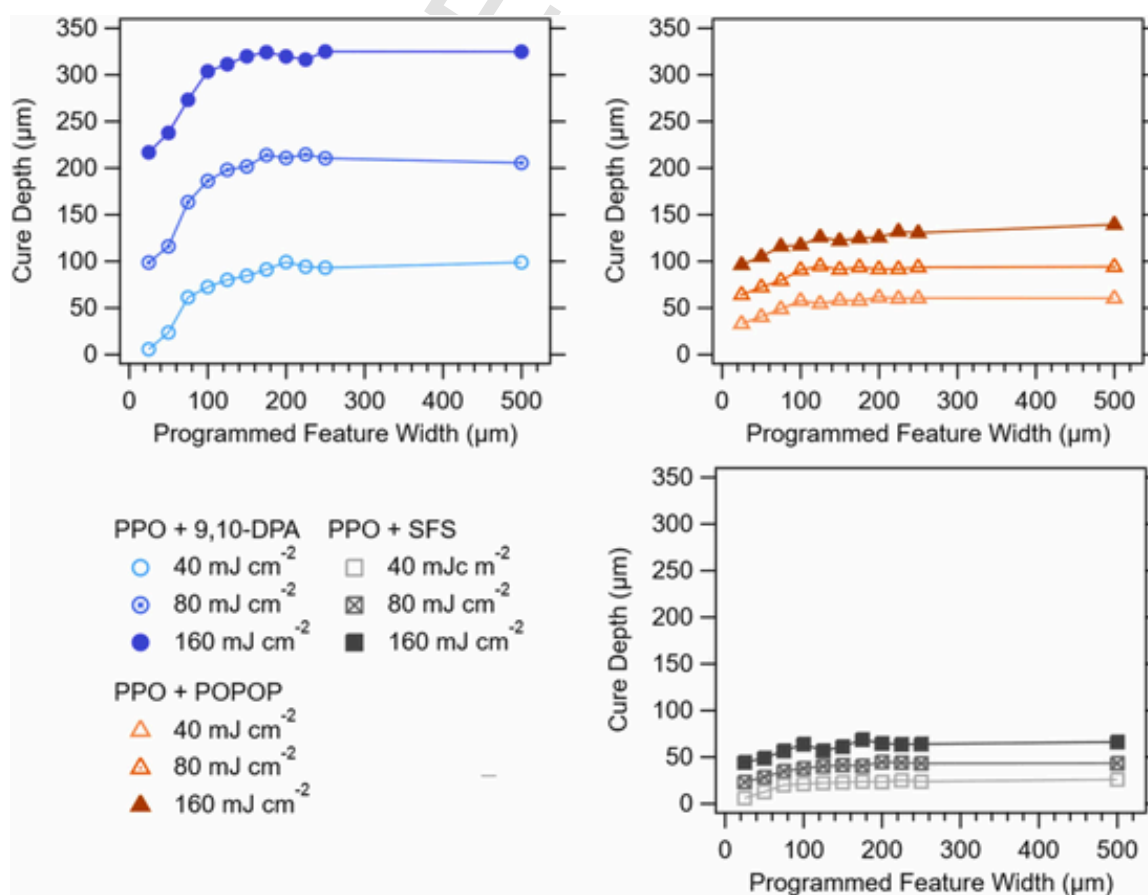 350
300
250
200
150
100
50
0
Cure Depth (µm)
0 100 200 300 400 500
Programmed Feature Width (µm)
350
300
250
200
150
100
50
0
Cure Depth (µm)
0 100 200 300 400 500
Programmed Feature Width (µm)
PPO + 9,10-DPA
40 mJ cm-2
80 mJ cm-2
160 mJ cm-2
PPO + SFS
40 mJc m-2
80 mJ cm-2
160 mJ cm-2
PPO + POPOP
40 mJ cm-2
80 mJ cm-2
160 mJ cm-2
350
300
250
200
150
100
50
0
Cure Depth (µm)
0 100 200 300 400 500
Programmed Feature Width (µm)